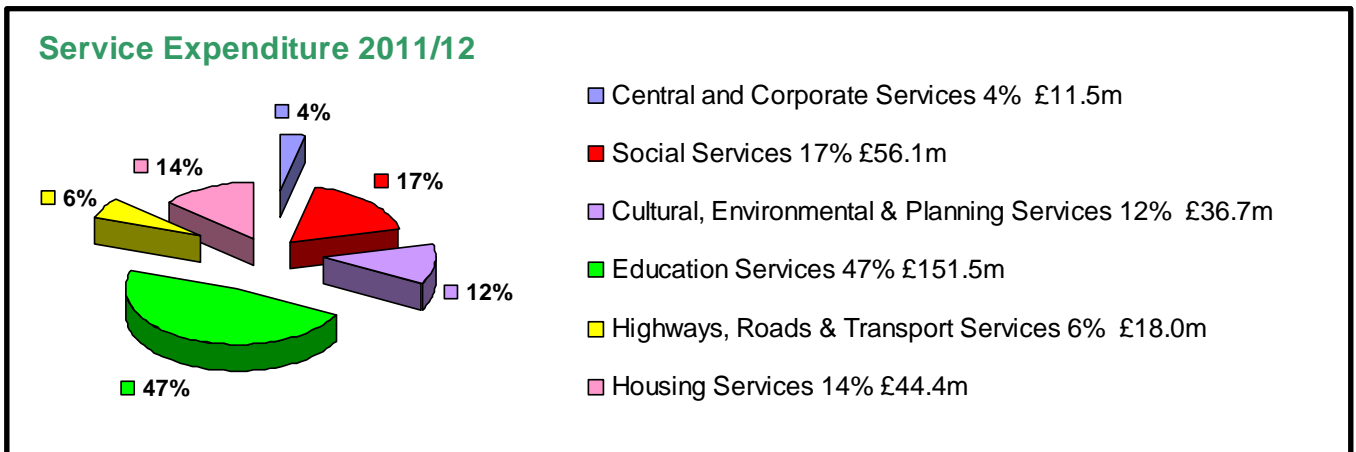 Service Expenditure 2011/12
4%
14%
17%
6%
12%
47%
Central and Corporate Services 4% £11.5m
Social Services 17% £56.1m
Cultural, Environmental & Planning Services 12% £36.7m
Education Services 47% £151.5m
Highways, Roads & Transport Services 6% £18.0m
Housing Services 14% £44.4m